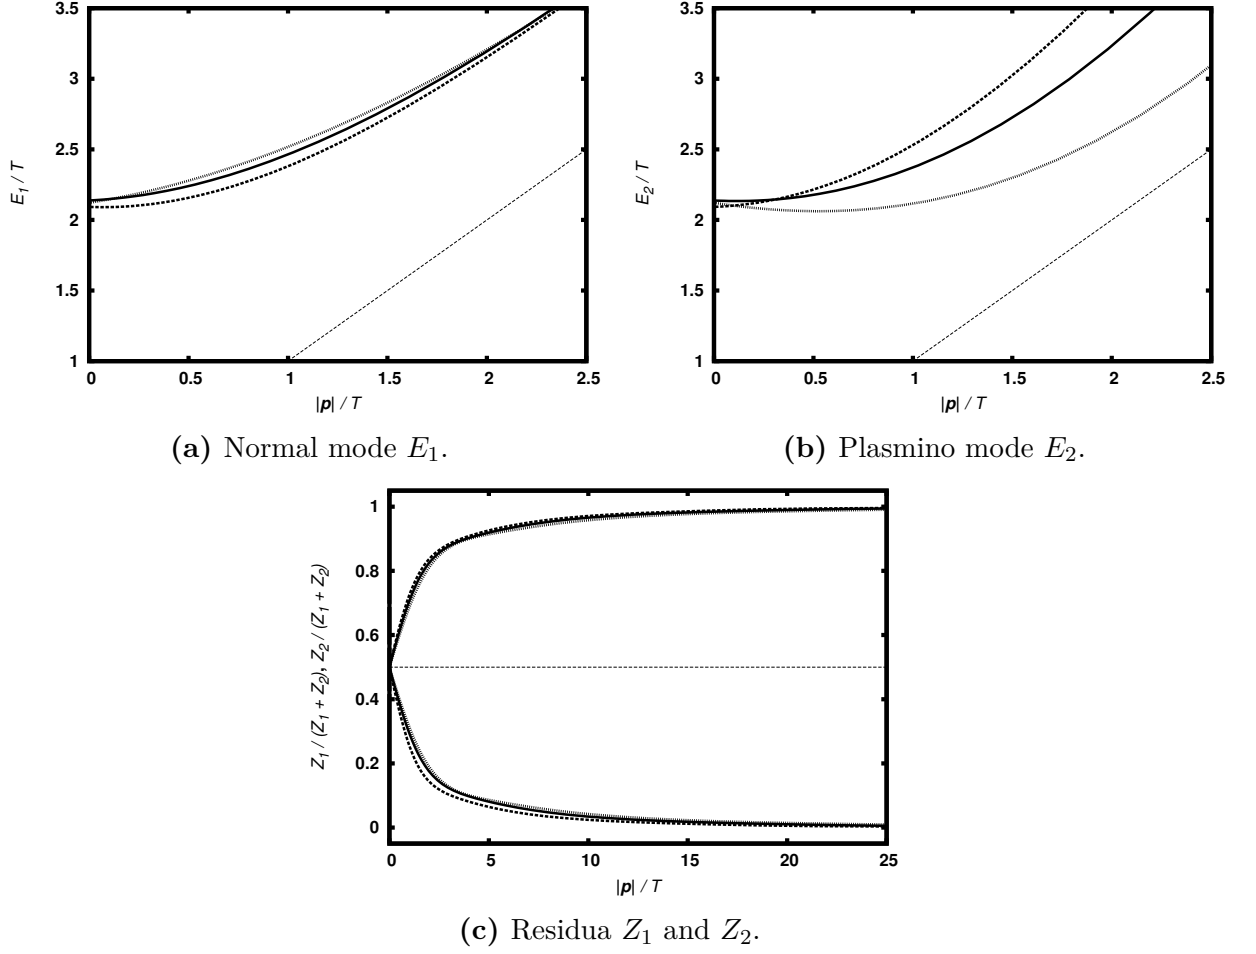 3.5
3
2.5
2
1.5
1
E1 / T
0 0.5 1 1.5 2 2.5
|p| / T
(a) Normal mode E1.
3.5
3
2.5
2
1.5
1
E2 / T
0 0.5 1 1.5 2 2.5
|p| / T
(b) Plasmino mode E2.
1
0.8
0.6
0.4
0.2
0
Z1 / (Z1 + Z2), Z2 / (Z1 + Z2)
0 5 10 15 20 25
|p| / T
(c) Residua Z1 and Z2.